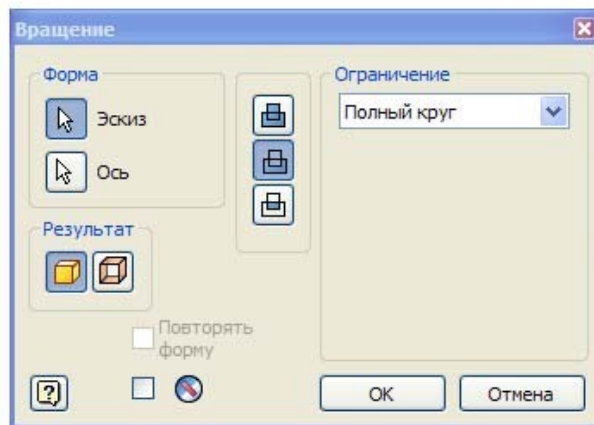 Вращение
Форма
Эскиз
Ось
Результат
Повторять
форму
Ограничение
Полный круг
?
OK
Отмена